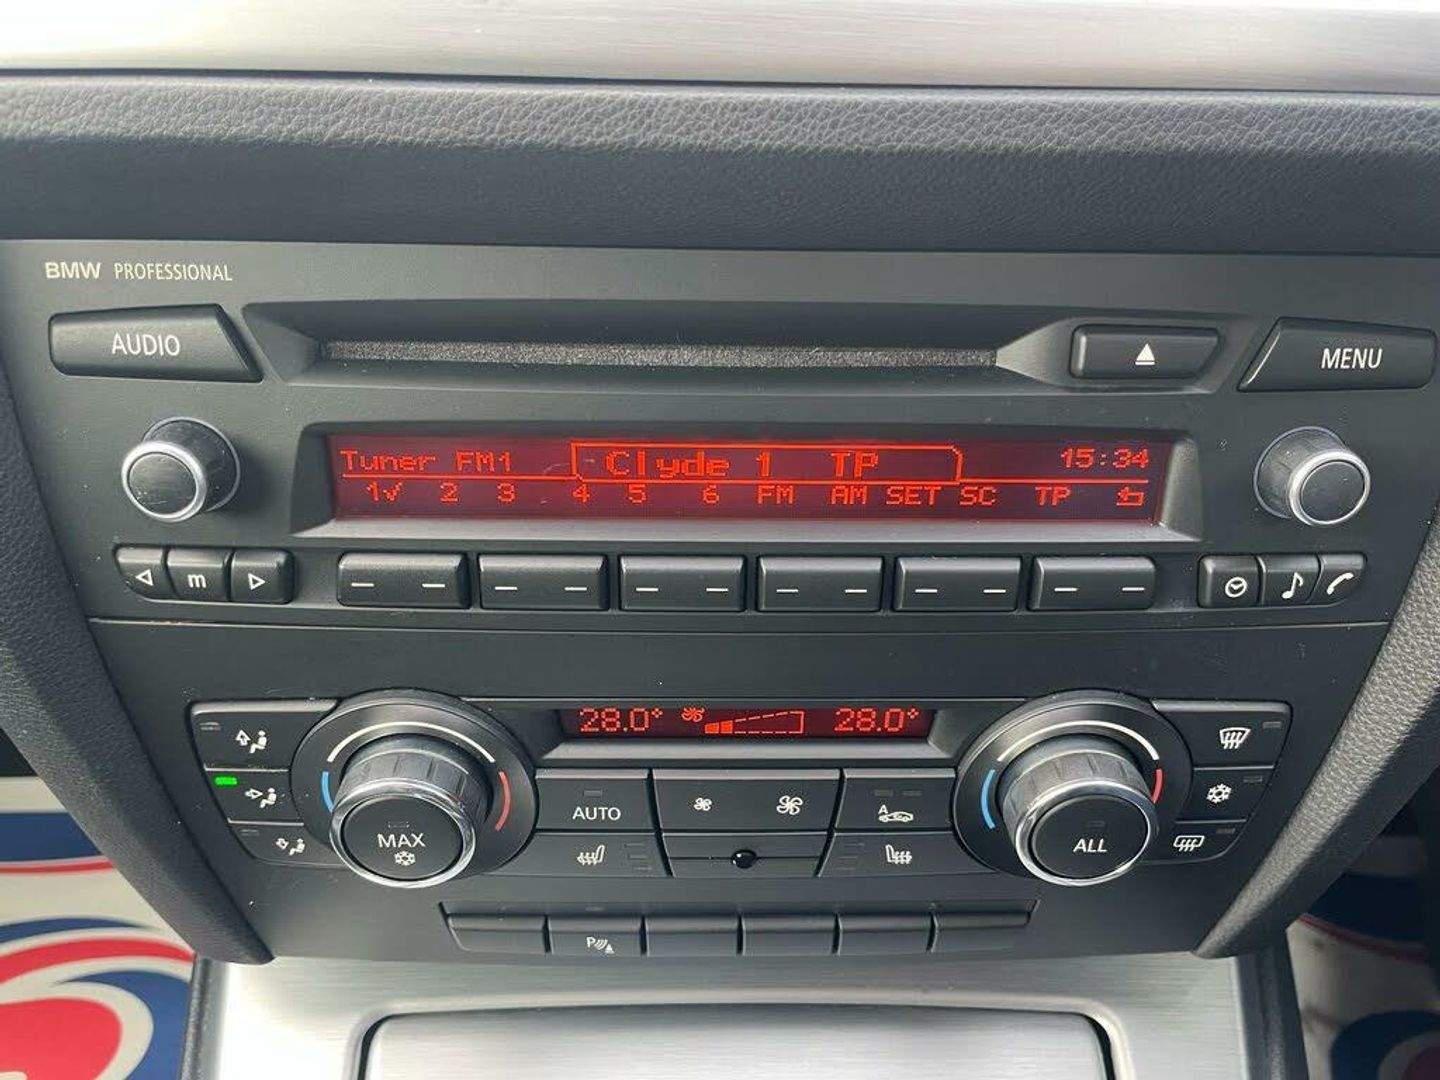 BMW PROFESSIONAL
AUDIO
MENU
Tuner FM1 Clyde 1 TP 15:34
1✓ 2 3 4 5 6 FM AM SET SC TP
m
28.0° 28.0°
AUTO
A
MAX
ALL
P